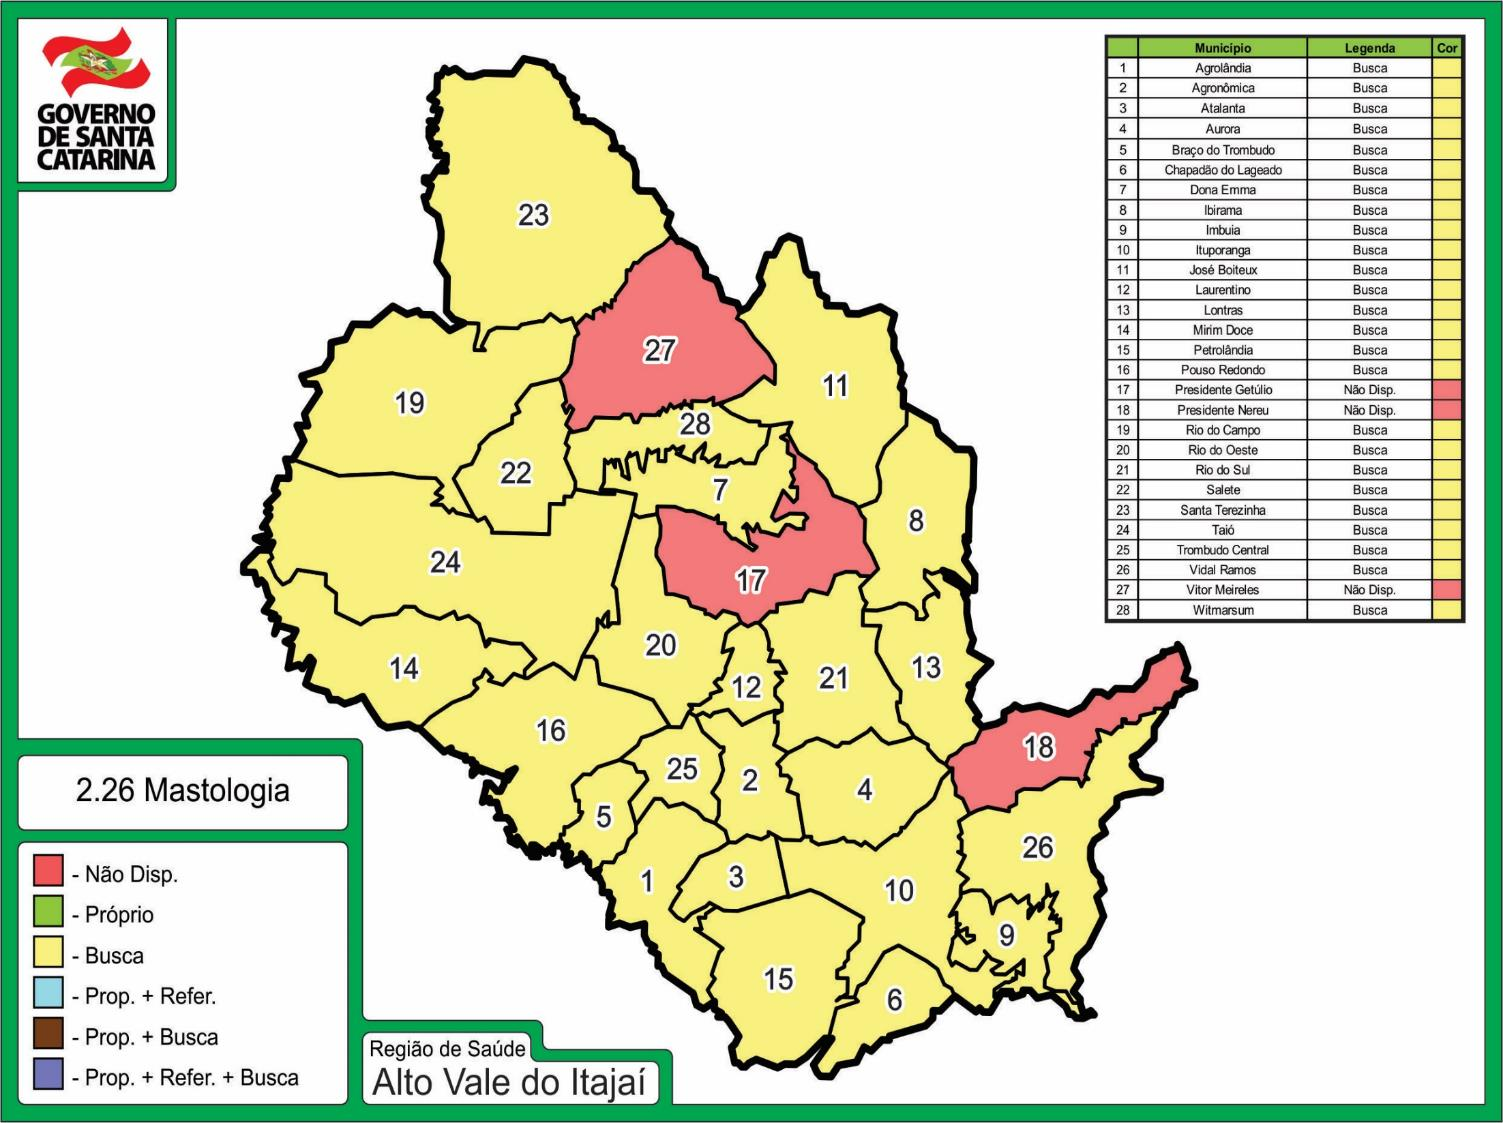 GOVERNO
DE SANTA
CATARINA
Município Legenda Cor
1 Agrolândia Busca
2 Agronômica Busca
3 Atalanta Busca
4 Aurora Busca
5 Braço do Trombudo Busca
6 Chapadão do Lageado Busca
7 Dona Emma Busca
8 Ibirama Busca
9 Imbuia Busca
10 Ituporanga Busca
11 José Boiteux Busca
12 Laurentino Busca
13 Lontras Busca
14 Mirim Doce Busca
15 Petrolândia Busca
16 Pouso Redondo Busca
17 Presidente Getúlio Não Disp.
18 Presidente Nereu Não Disp.
19 Rio do Campo Busca
20 Rio do Oeste Busca
21 Rio do Sul Busca
22 Salete Busca
23 Santa Terezinha Busca
24 Taió Busca
25 Trombudo Central Busca
26 Vidal Ramos Busca
27 Vitor Meireles Não Disp.
28 Witmarsum Busca
23
27
11
19
28
22
7
8
24
17
20
14
12
21
13
16
18
25
2
4
5
26
1
3
10
9
15
6
2.26 Mastologia
- Não Disp.
- Próprio
- Busca
- Prop. + Refer.
- Prop. + Busca
- Prop. + Refer. + Busca
Região de Saúde
Alto Vale do Itajaí